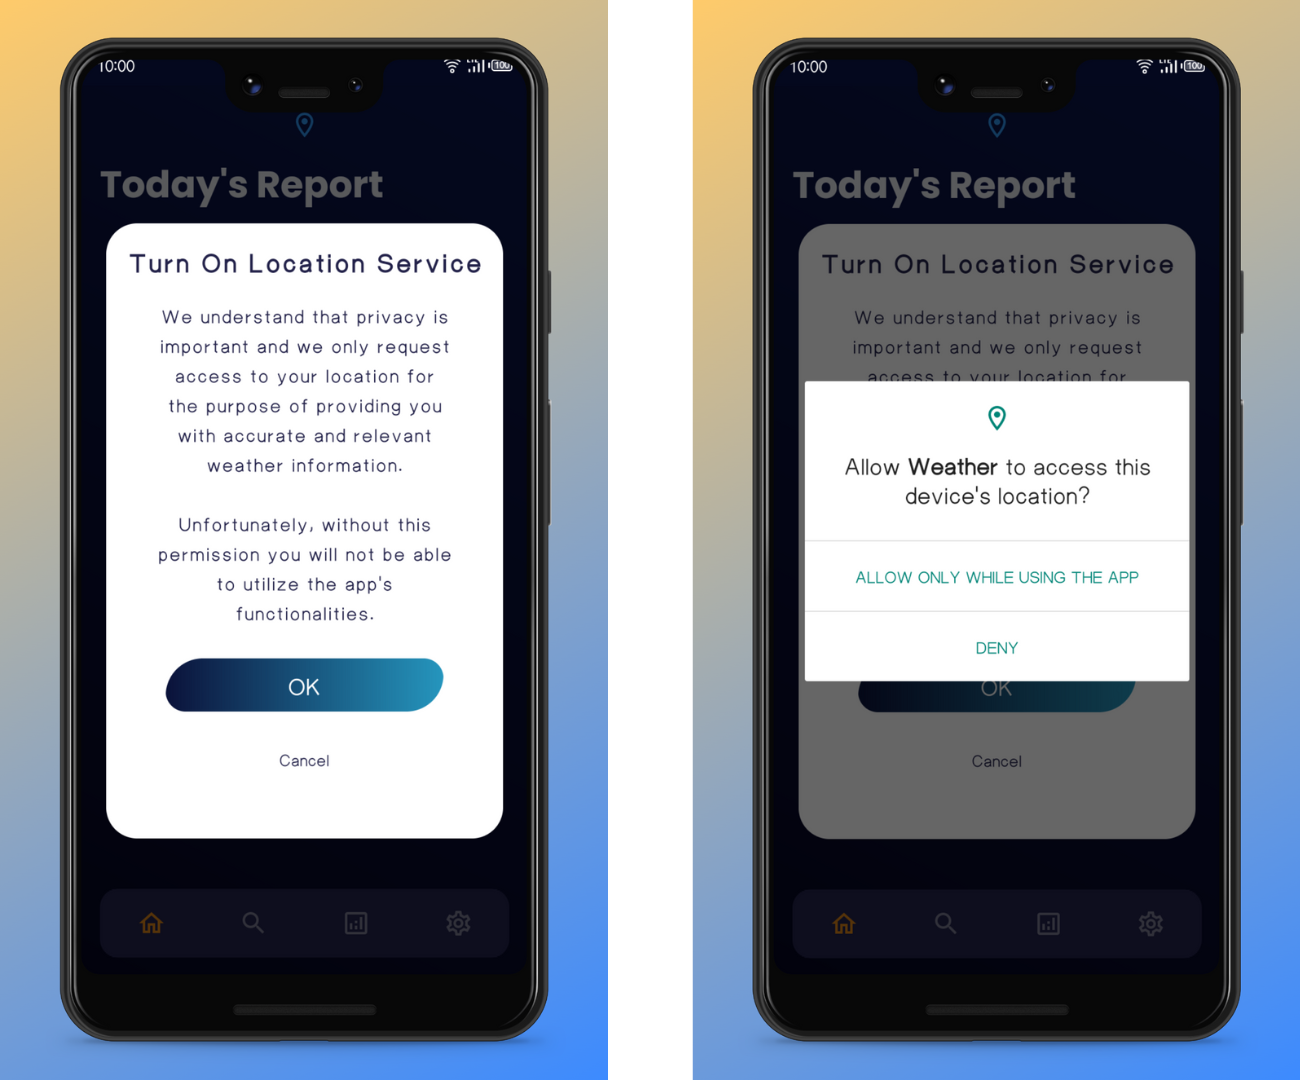 10:00
100
Today's Report
Turn On Location Service
We understand that privacy is
important and we only request
access to your location for
the purpose of providing you
with accurate and relevant
weather information.
Unfortunately, without this
permission you will not be able
to utilize the app's
functionalities.
OK
Cancel
10:00
LTE
100
Today's Report
Turn On Location Service
We understand that privacy is
important and we only request
access to your location for
Allow Weather to access this
device's location?
ALLOW ONLY WHILE USING THE APP
DENY
OK
Cancel